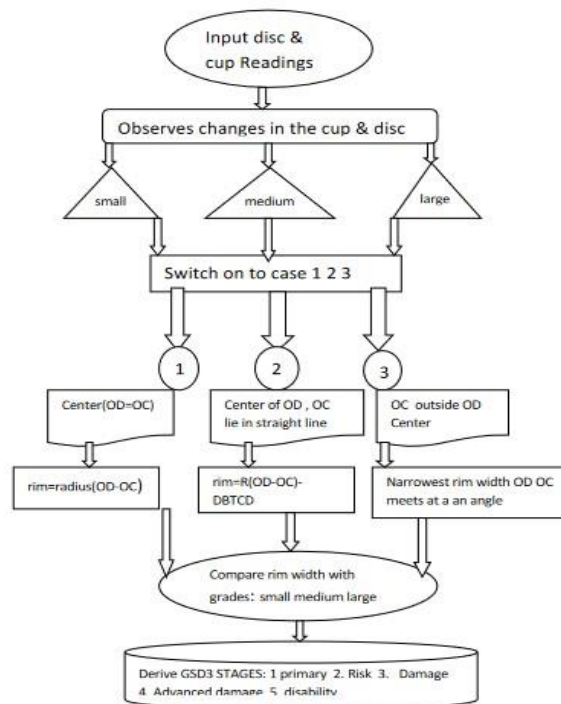 Input disc &
cup Readings
Observes changes in the cup & disc
small
medium
large
Switch on to case 1 2 3
1
2
3
Center(OD=OC)
Center of OD , OC
lie in straight line
OC outside OD
Center
rim=radius(OD-OC)
rim=R(OD-OC)-
DBTCD
Narrowest rim width OD OC
meets at a an angle
Compare rim width with
grades: small medium large
Derive GSD3 STAGES: 1 primary 2. Risk 3. Damage
4. Advanced damage 5. disability